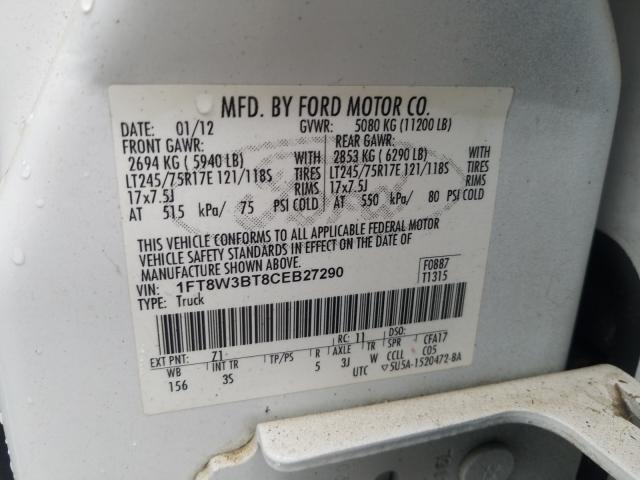 MFD. BY FORD MOTOR CO.
DATE: 01/12 GVWR: 5080 KG (11200 LB)
FRONT GAWR: REAR GAWR:
2694 KG ( 5940 LB) WITH 2853 KG ( 6290 LB) WITH
LT245/75R17E 121/118S TIRES LT245/75R17E 121/118S TIRES
17x7.5J RIMS 17x7.5J RIMS
AT 515 kPa/ 75 PSI COLD AT 550 kPa/ 80 PSI COLD
THIS VEHICLE CONFORMS TO ALL APPLICABLE FEDERAL MOTOR
VEHICLE SAFETY STANDARDS IN EFFECT ON THE DATE OF
MANUFACTURE SHOWN ABOVE.
VIN: 1FT8W3BT8CEB27290 F0887
TYPE: Truck T1315
EXT PNT: Z1 RC: 11 DSO:
WB INT TR TP/PS R AXLE TR SPR CFA17
156 3S 5 3J W CCLL C05
UTC ▽5U5A-1520472-BA
Ford